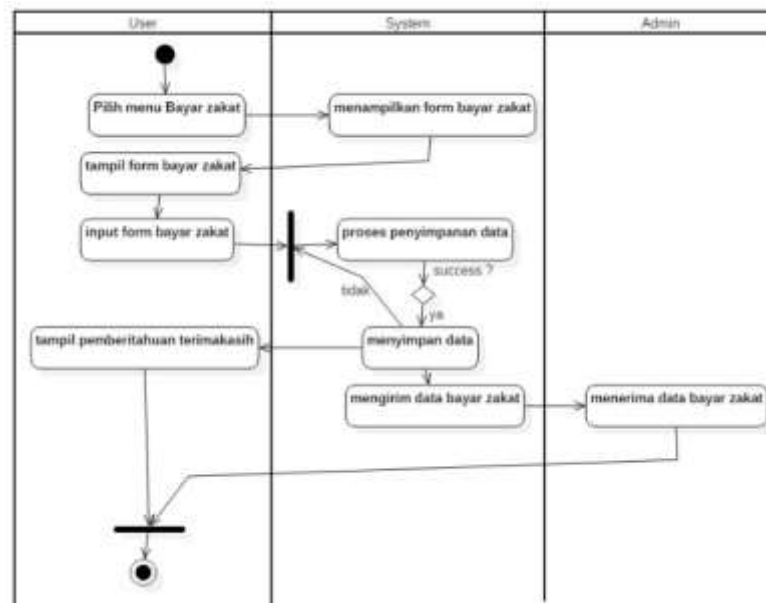 User
System
Admin
Pilih menu Bayar zakat
menampilkan form bayar zakat
tampil form bayar zakat
input form bayar zakat
proses penyimpanan data
success ?
tidak
ya
tampil pemberitahuan terimakasih
menyimpan data
mengirim data bayar zakat
menerima data bayar zakat